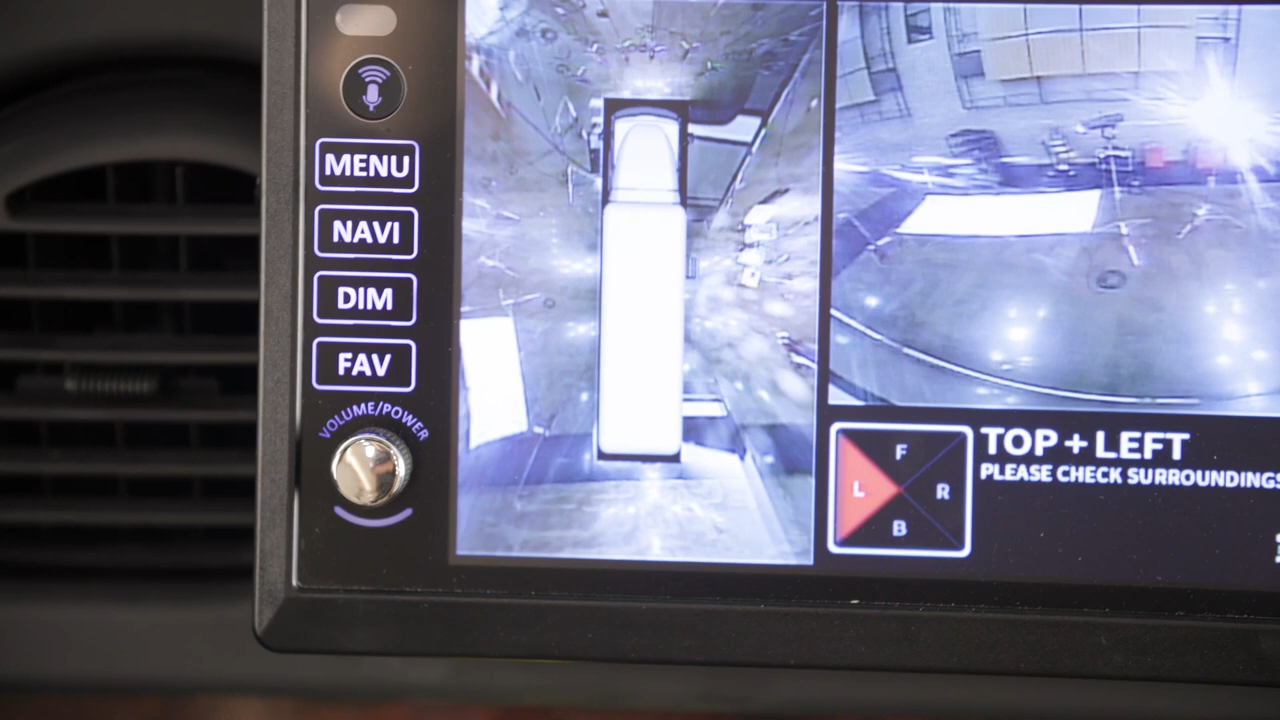 MENU
NAVI
DIM
FAV
VOLUME/POWER
F
L
R
B
TOP + LEFT
PLEASE CHECK SURROUNDINGS